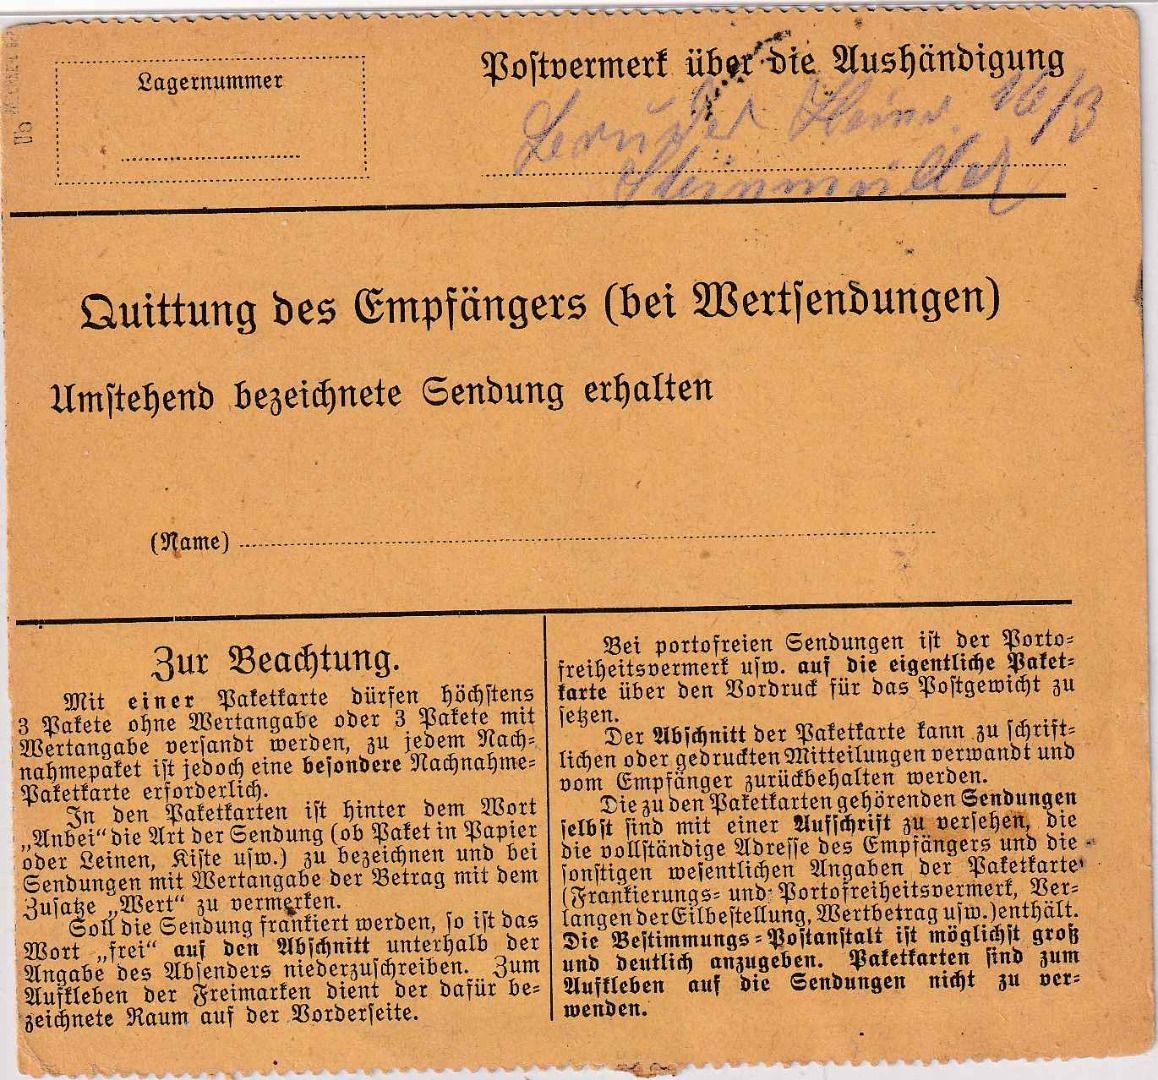 Lagernummer
Postvermerk über die Aushändigung
16/3
Quittung des Empfängers (bei Wertsendungen)
Umstehend bezeichnete Sendung erhalten
(Name)
Zur Beachtung.
Mit einer Paketkarte dürfen höchstens
3 Pakete ohne Wertangabe oder 3 Pakete mit
Wertangabe versandt werden, zu jedem Nach-
nahmepaket ist jedoch eine besondere Nachnahme-
Paketkarte erforderlich.
In den Paketkarten ist hinter dem Wort
„Anbei“ die Art der Sendung (ob Paket in Papier
oder Leinen, Kiste usw.) zu bezeichnen und bei
Sendungen mit Wertangabe der Betrag mit dem
Zusatze „Wert“ zu vermerken.
Soll die Sendung frankiert werden, so ist das
Wort „frei“ auf den Abschnitt unterhalb der
Angabe des Absenders niederzuschreiben. Zum
Aufkleben der Freimarken dient der dafür be-
zeichnete Raum auf der Vorderseite.
Bei portofreien Sendungen ist der Porto-
freiheitsvermerk usw. auf die eigentliche Paket-
karte über den Vordruck für das Postgewicht zu
setzen.
Der Abschnitt der Paketkarte kann zu schrift-
lichen oder gedruckten Mitteilungen verwandt und
vom Empfänger zurückbehalten werden.
Die zu den Paketkarten gehörenden Sendungen
selbst sind mit einer Aufschrift zu versehen, die
die vollständige Adresse des Empfängers und die
sonstigen wesentlichen Angaben der Paketkarte
(Frankierungs- und Portofreiheitsvermerk, Ver-
langen der Eilbestellung, Wertbetrag usw.) enthält.
Die Bestimmungs-Postanstalt ist möglichst groß
und deutlich anzugeben. Paketkarten sind zum
Aufkleben auf die Sendungen nicht zu ver-
wenden.